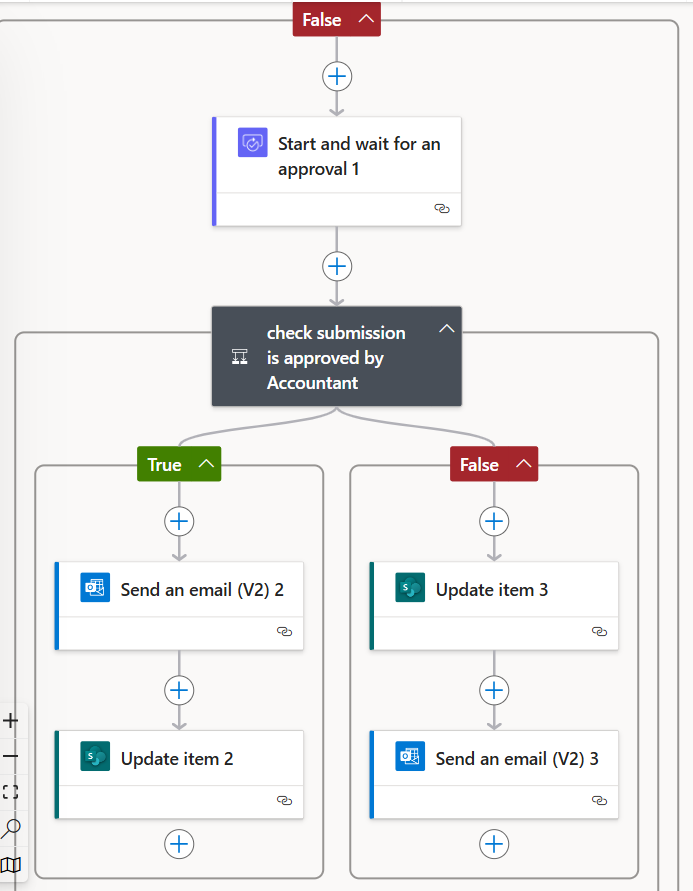 False
Start and wait for an
approval 1
check submission
is approved by
Accountant
True
False
Send an email (V2) 2
Update item 3
Update item 2
Send an email (V2) 3